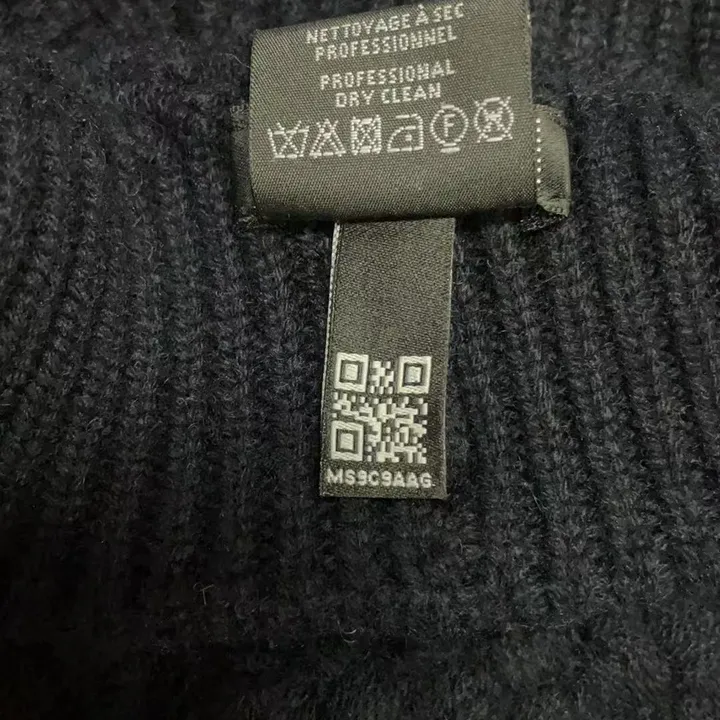 NETTOYAGE À SEC
PROFESSIONNEL
PROFESSIONAL
DRY CLEAN
F
MS9C9AAG